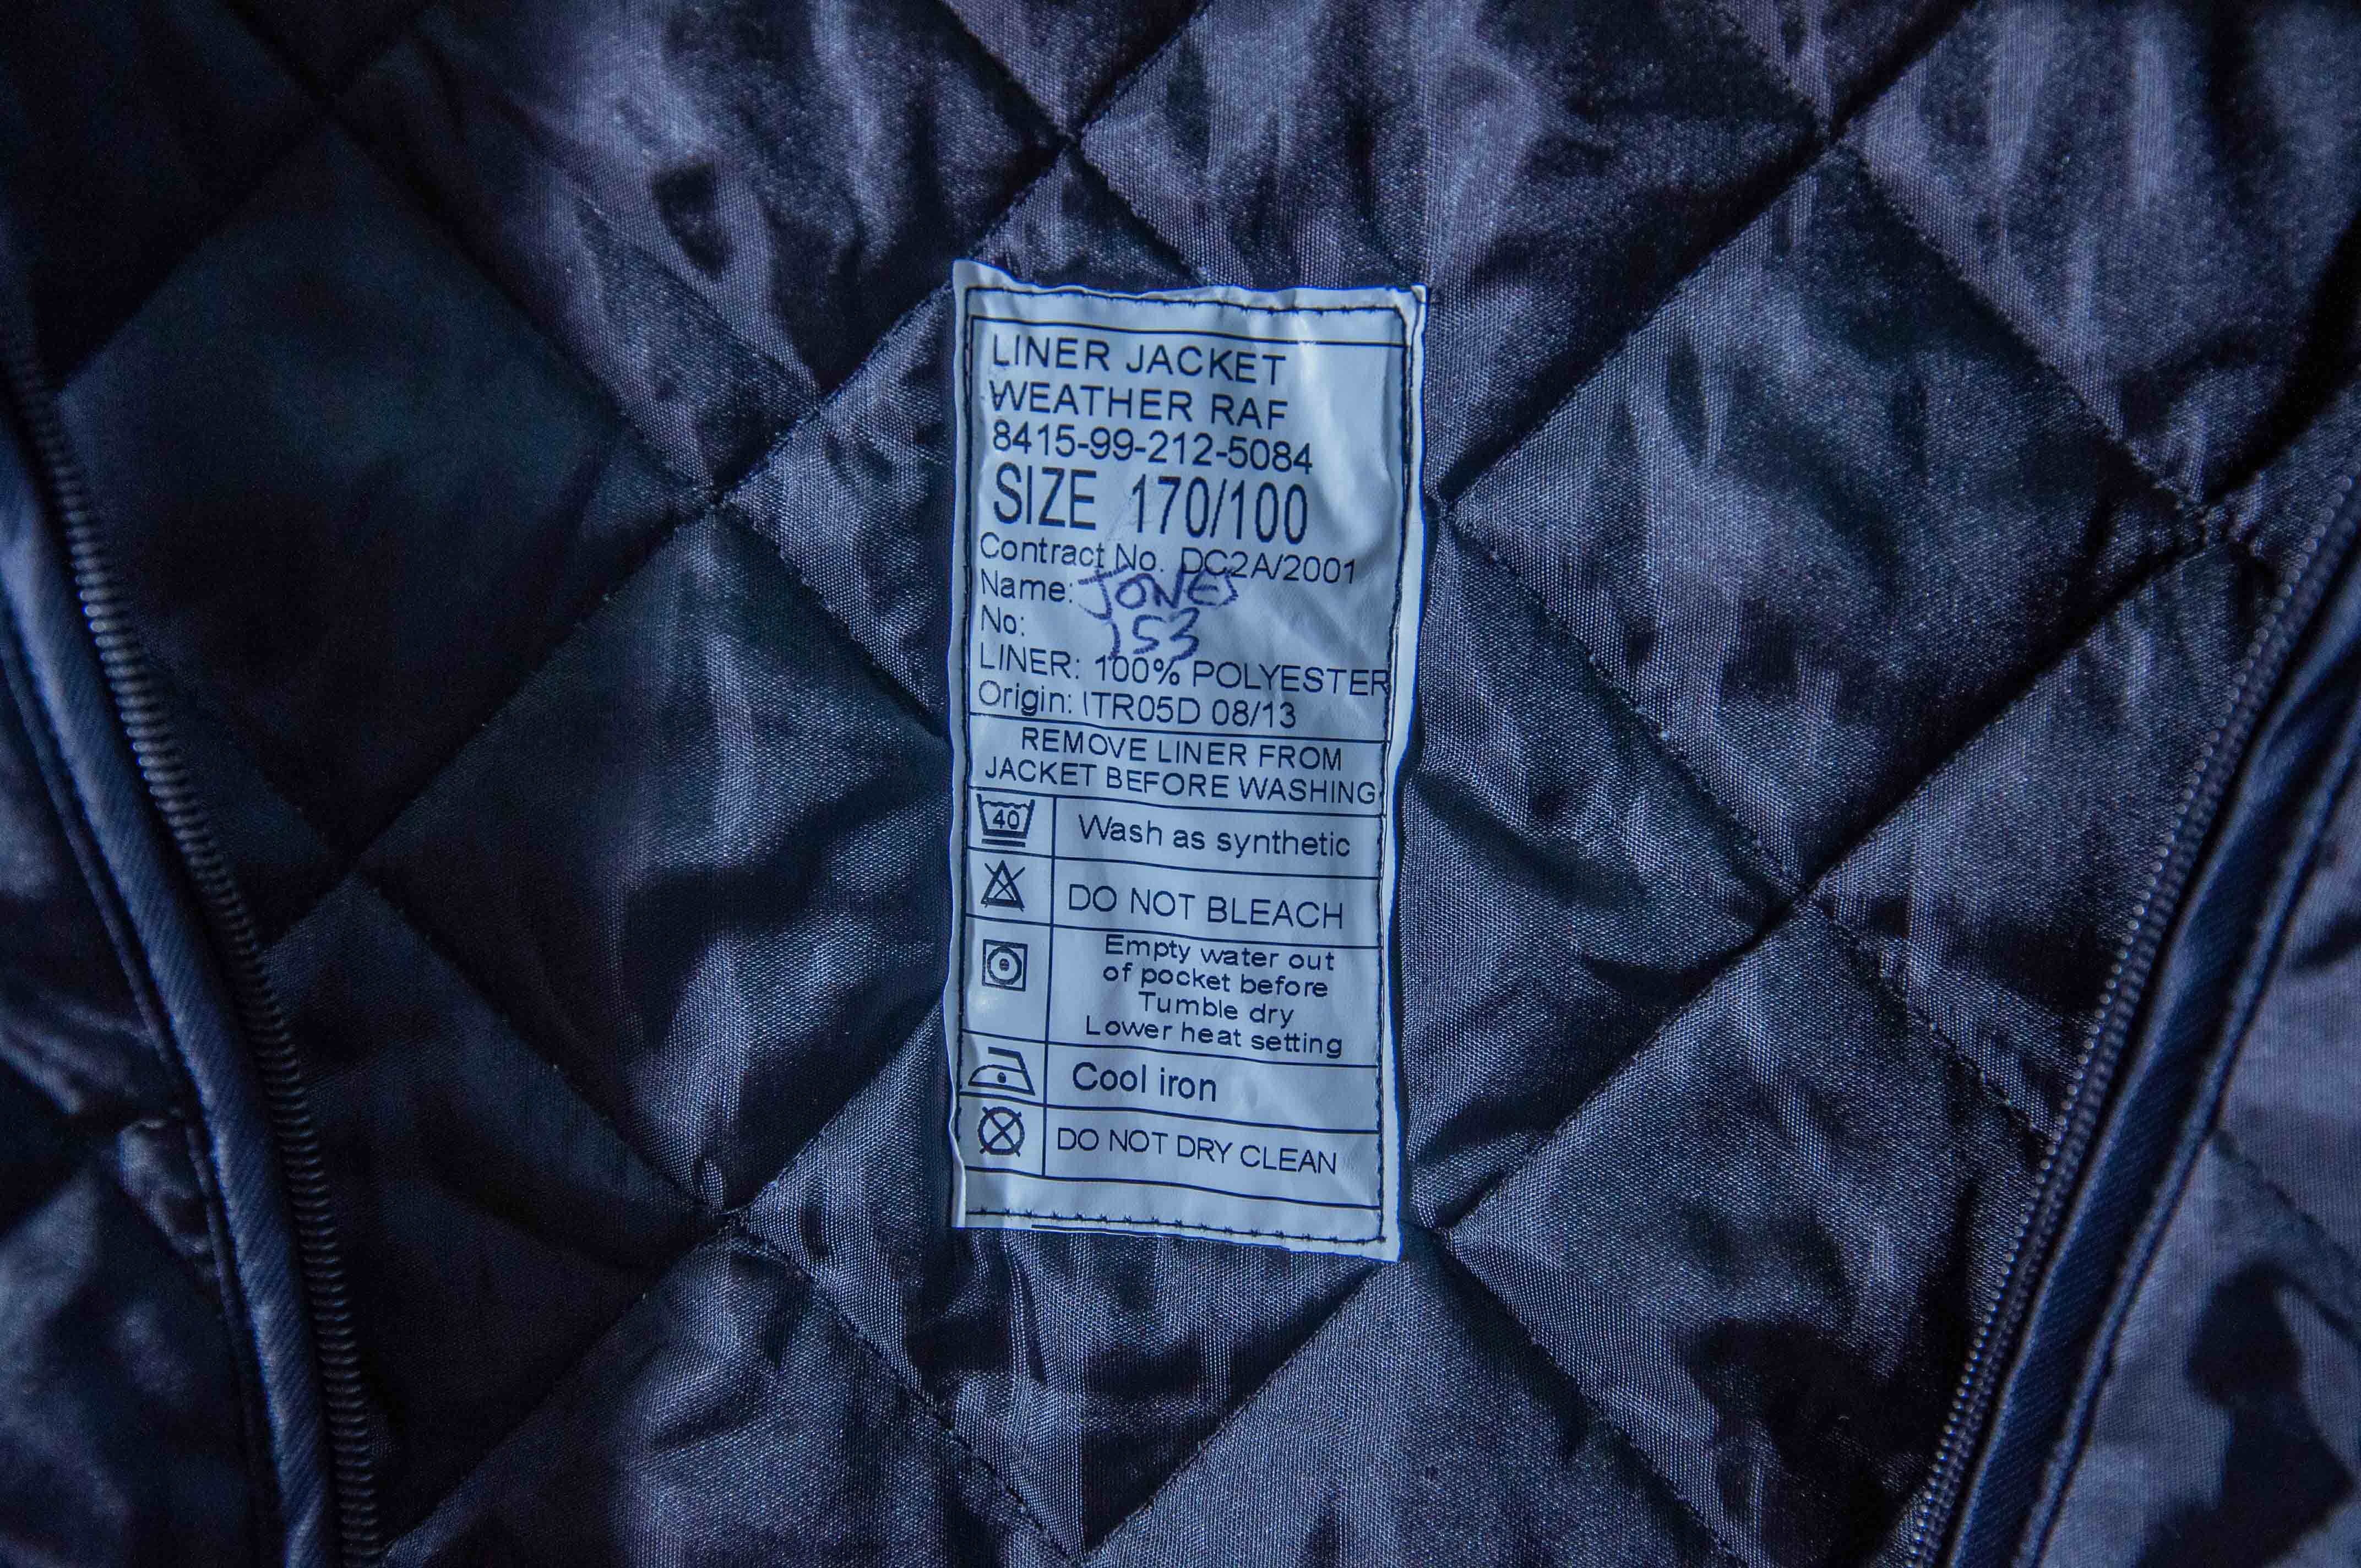 LINER JACKET
WEATHER RAF
8415-99-212-5084
SIZE 170/100
Contract No. DC2A/2001
Name: JONES
No: 153
LINER: 100% POLYESTER
Origin: ITR05D 08/13
REMOVE LINER FROM
JACKET BEFORE WASHING
40 Wash as synthetic
DO NOT BLEACH
Empty water out
of pocket before
Tumble dry
Lower heat setting
Cool iron
DO NOT DRY CLEAN